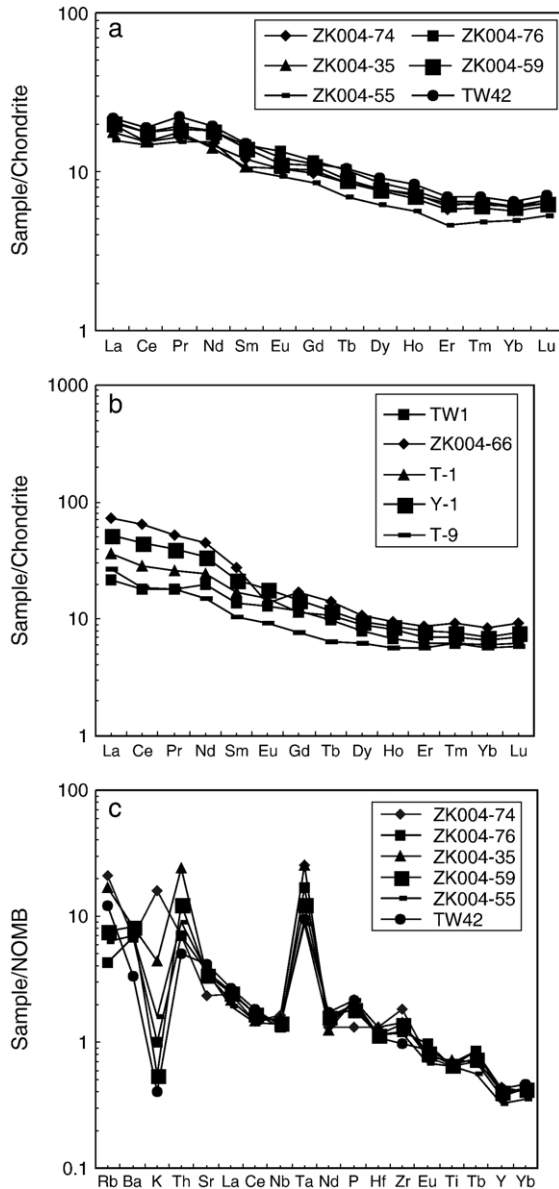 a
100
10
1
Sample/Chondrite
ZK004-74 ZK004-76
ZK004-35 ZK004-59
ZK004-55 TW42
La Ce Pr Nd Sm Eu Gd Tb Dy Ho Er Tm Yb Lu
b
1000
100
10
1
Sample/Chondrite
TW1
ZK004-66
T-1
Y-1
T-9
La Ce Pr Nd Sm Eu Gd Tb Dy Ho Er Tm Yb Lu
c
100
10
1
0.1
Sample/NOMB
ZK004-74
ZK004-76
ZK004-35
ZK004-59
ZK004-55
TW42
Rb Ba K Th Sr La Ce Nb Ta Nd P Hf Zr Eu Ti Tb Y Yb